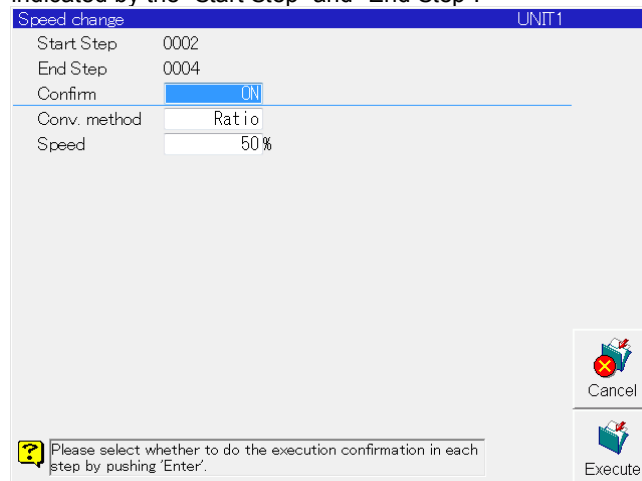 indicated by the "Start Step" and "End Step".
Speed change UNIT1
Start Step 0002
End Step 0004
Confirm ON
Conv. method Ratio
Speed 50 %
Cancel
Please select whether to do the execution confirmation in each
step by pushing 'Enter'.
Execute